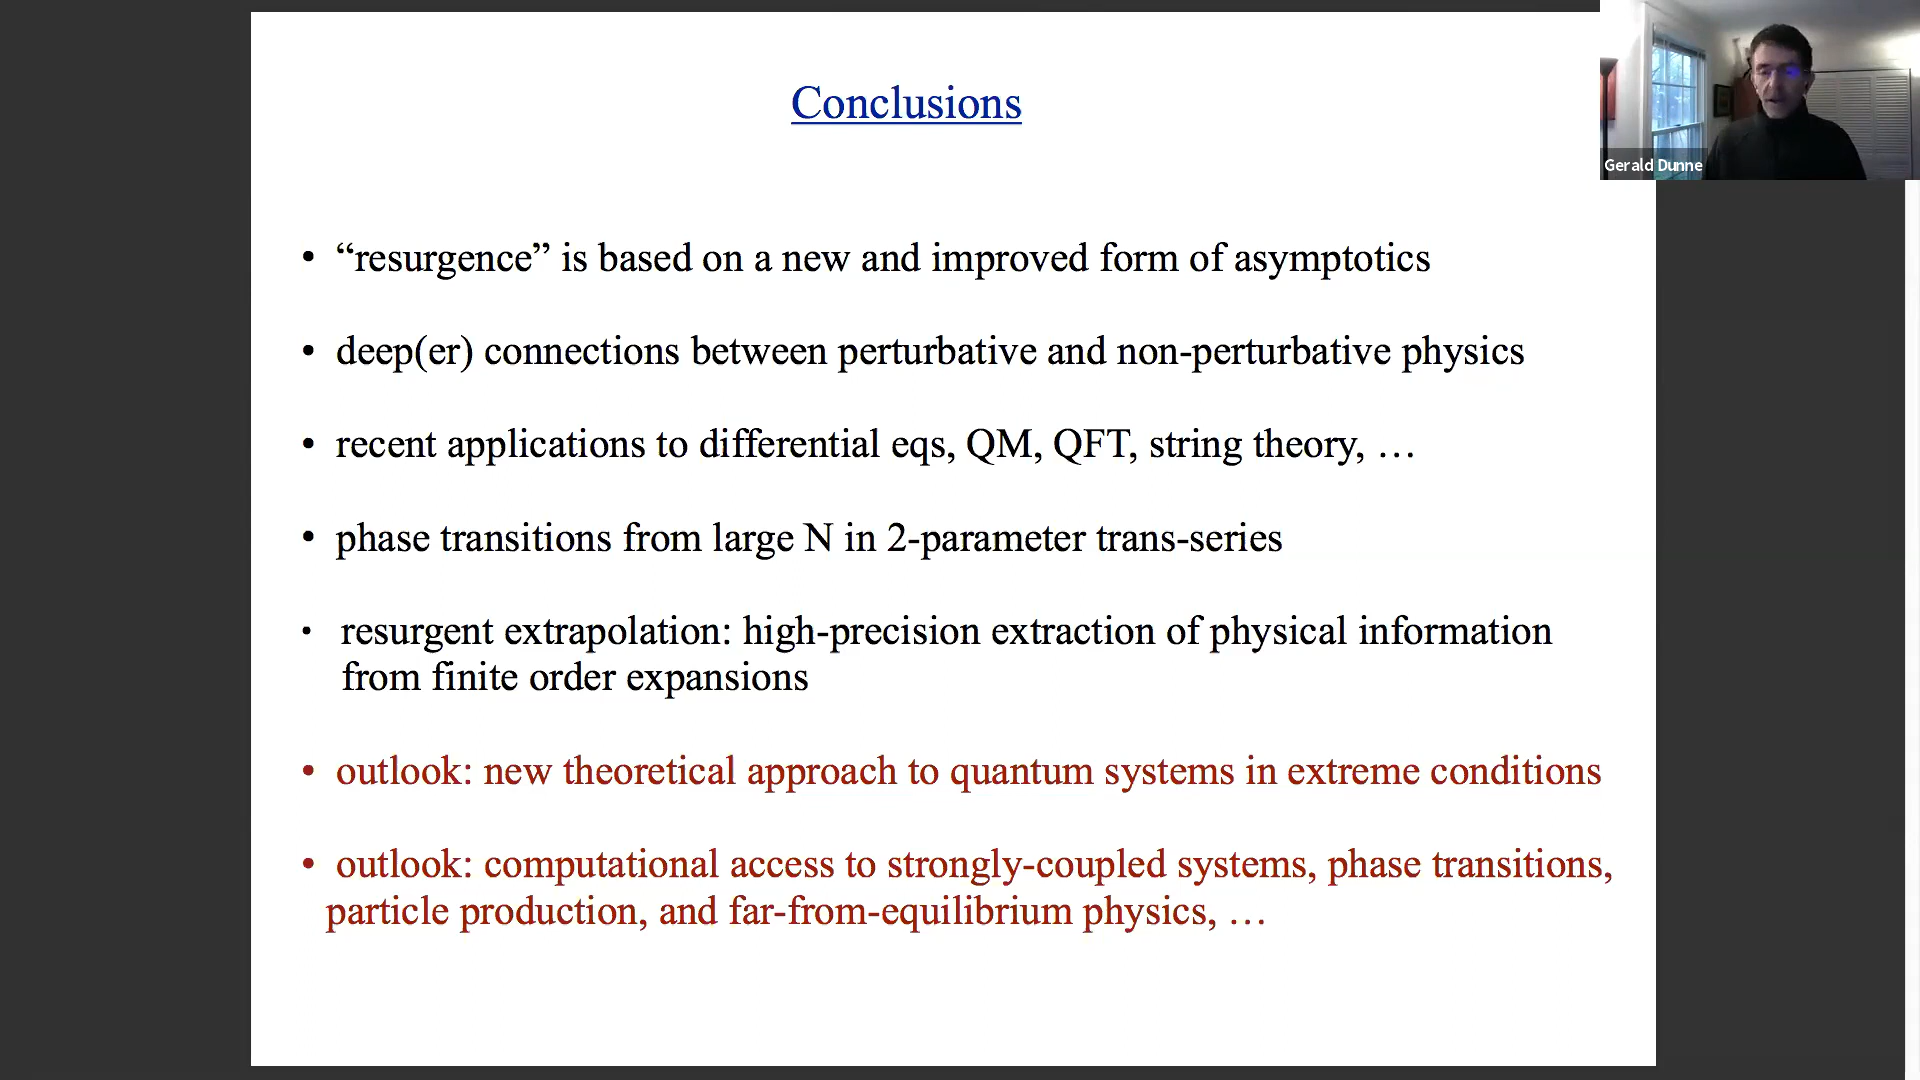 Conclusions
Gerald Dunne
• “resurgence” is based on a new and improved form of asymptotics
• deep(er) connections between perturbative and non-perturbative physics
• recent applications to differential eqs, QM, QFT, string theory, …
• phase transitions from large N in 2-parameter trans-series
• resurgent extrapolation: high-precision extraction of physical information
from finite order expansions
• outlook: new theoretical approach to quantum systems in extreme conditions
• outlook: computational access to strongly-coupled systems, phase transitions,
particle production, and far-from-equilibrium physics, …